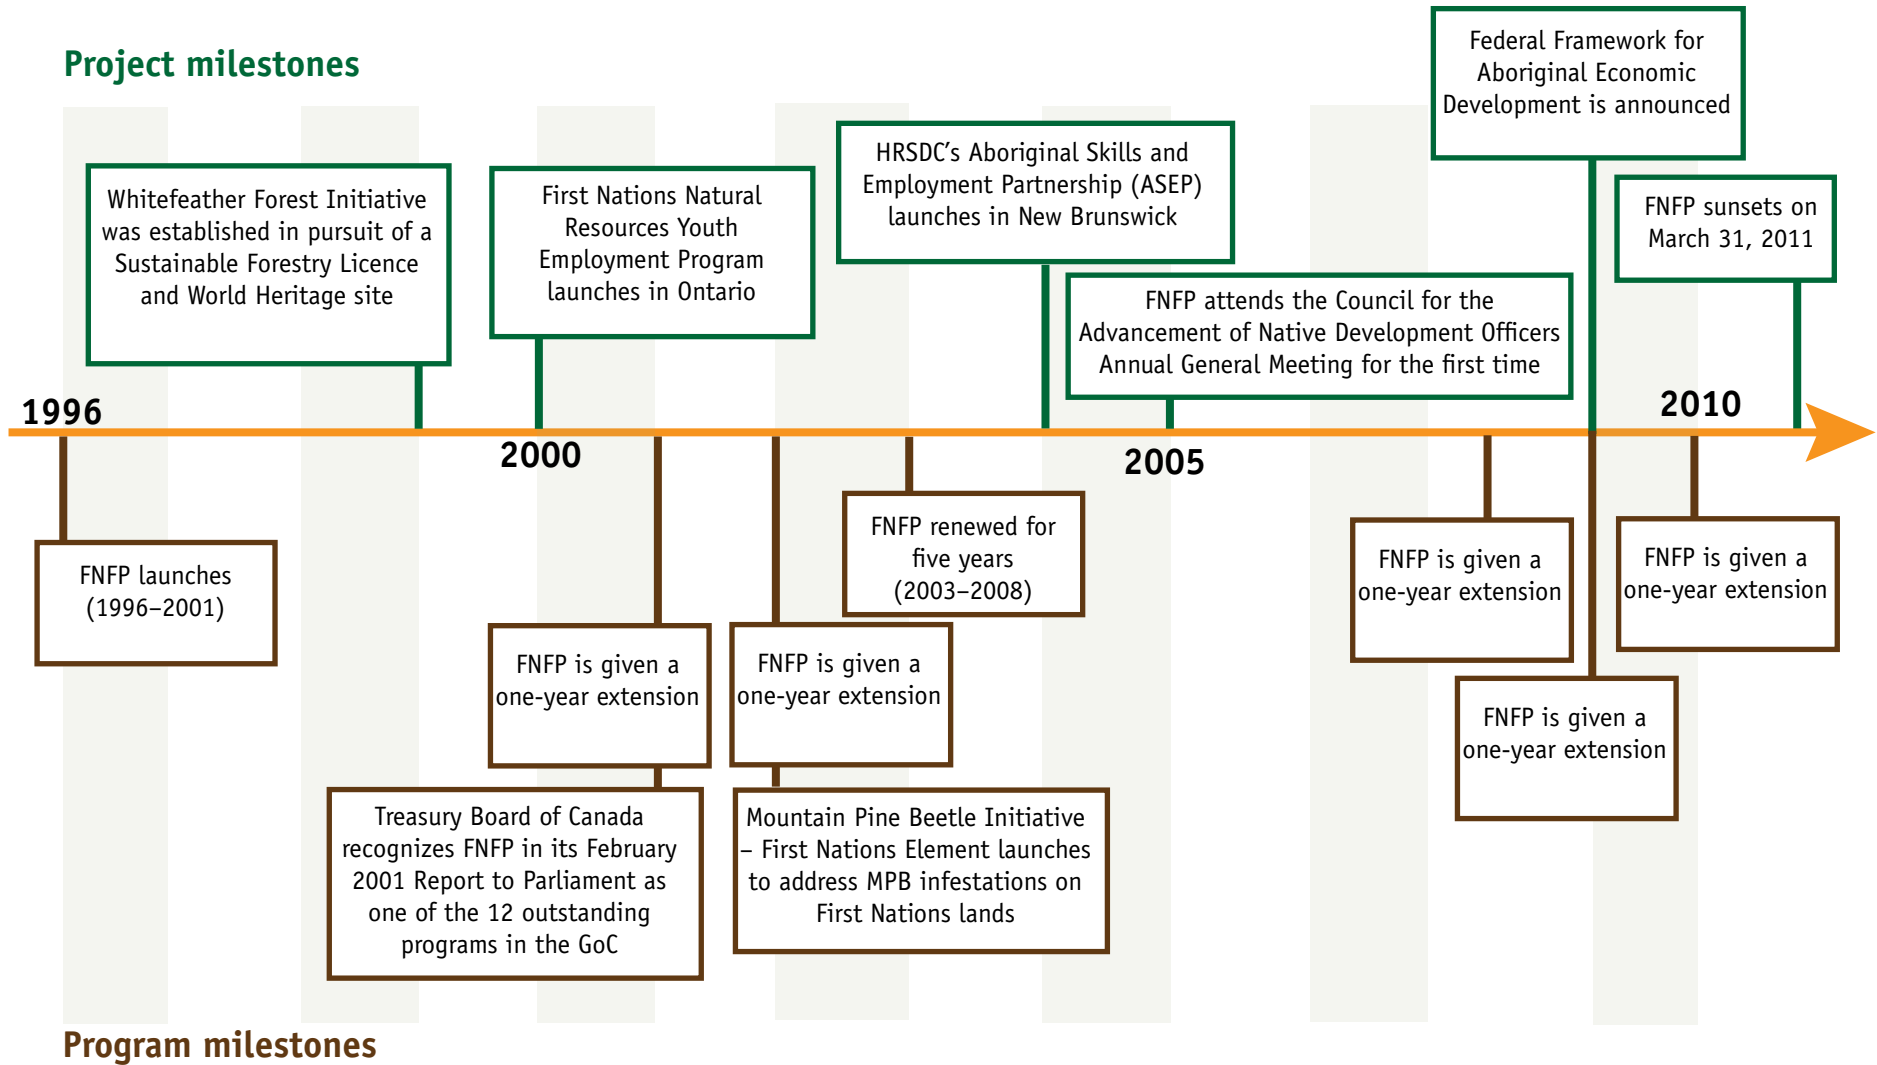 Project milestones
Whitefeather Forest Initiative
was established in pursuit of a
Sustainable Forestry Licence
and World Heritage site
First Nations Natural
Resources Youth
Employment Program
launches in Ontario
HRSDC’s Aboriginal Skills and
Employment Partnership (ASEP)
launches in New Brunswick
FNFP attends the Council for the
Advancement of Native Development Officers
Annual General Meeting for the first time
Federal Framework for
Aboriginal Economic
Development is announced
FNFP sunsets on
March 31, 2011
1996
2000
2005
2010
FNFP launches
(1996–2001)
FNFP is given a
one-year extension
Treasury Board of Canada
recognizes FNFP in its February
2001 Report to Parliament as
one of the 12 outstanding
programs in the GoC
FNFP is given a
one-year extension
Mountain Pine Beetle Initiative
– First Nations Element launches
to address MPB infestations on
First Nations lands
FNFP renewed for
five years
(2003–2008)
FNFP is given a
one-year extension
FNFP is given a
one-year extension
FNFP is given a
one-year extension
Program milestones